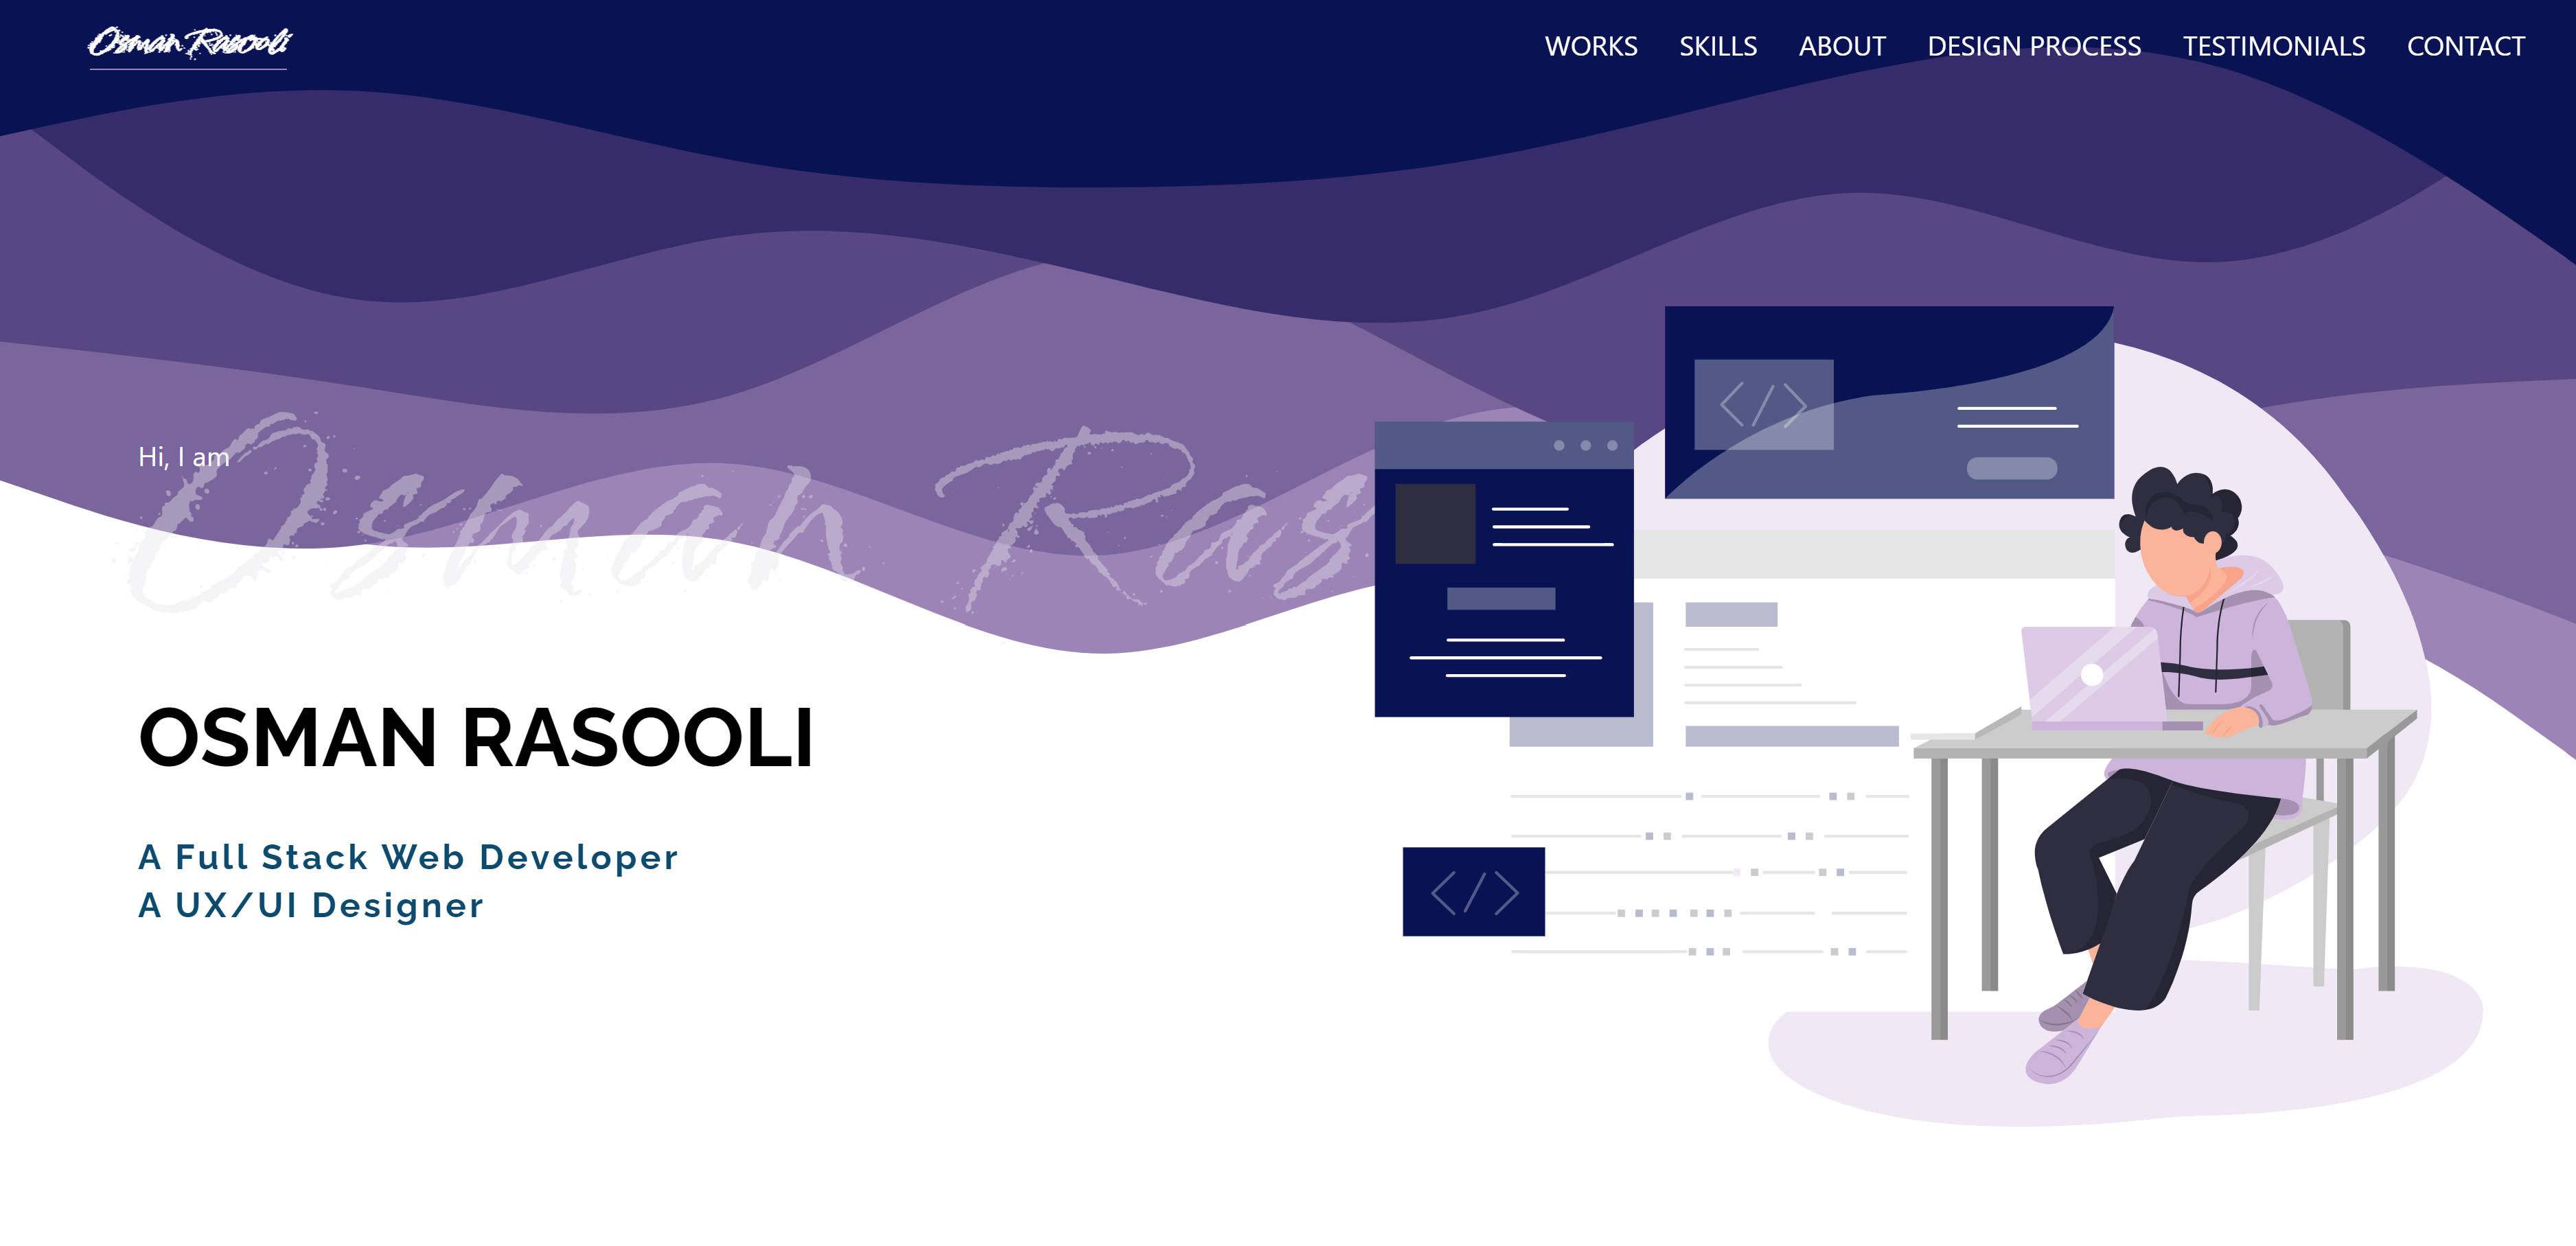 Osman Rasooli
WORKS SKILLS ABOUT DESIGN PROCESS TESTIMONIALS CONTACT
Hi, I am
Osman Ras
</>
</>
OSMAN RASOOLI
A Full Stack Web Developer
A UX/UI Designer